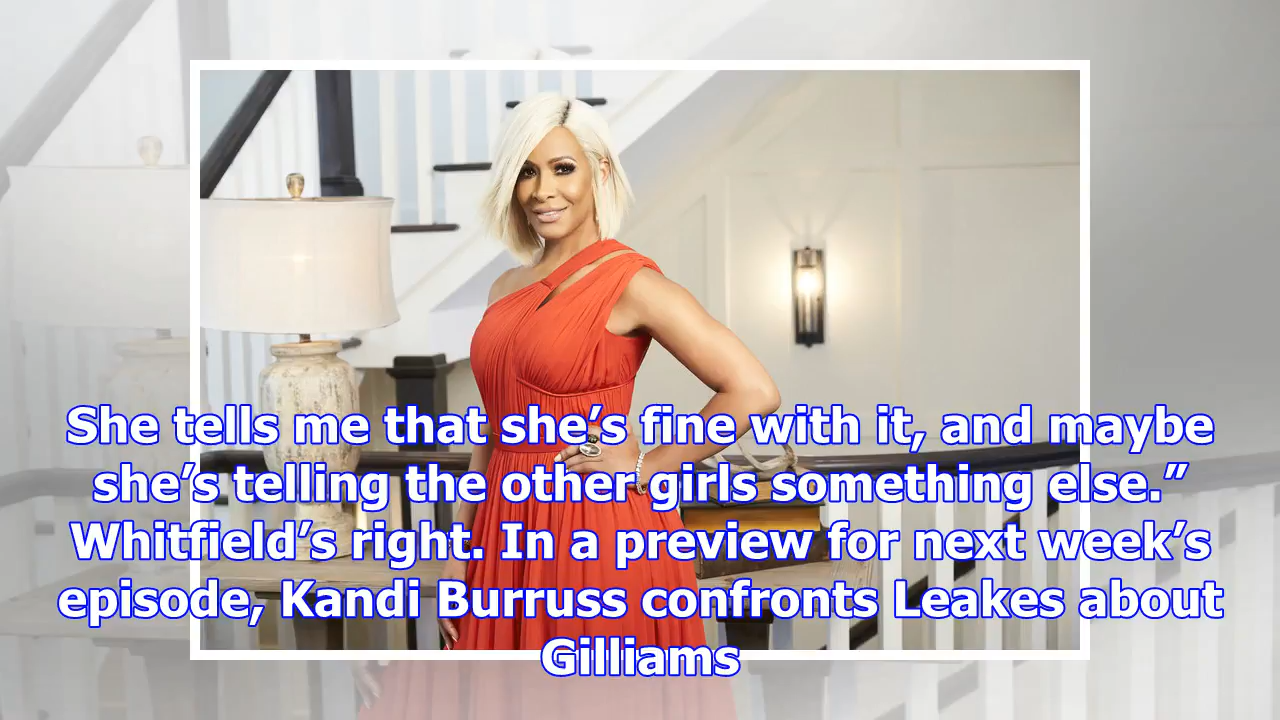 She tells me that she’s fine with it, and maybe
she’s telling the other girls something else.”
Whitfield’s right. In a preview for next week’s
episode, Kandi Burruss confronts Leakes about
Gilliams